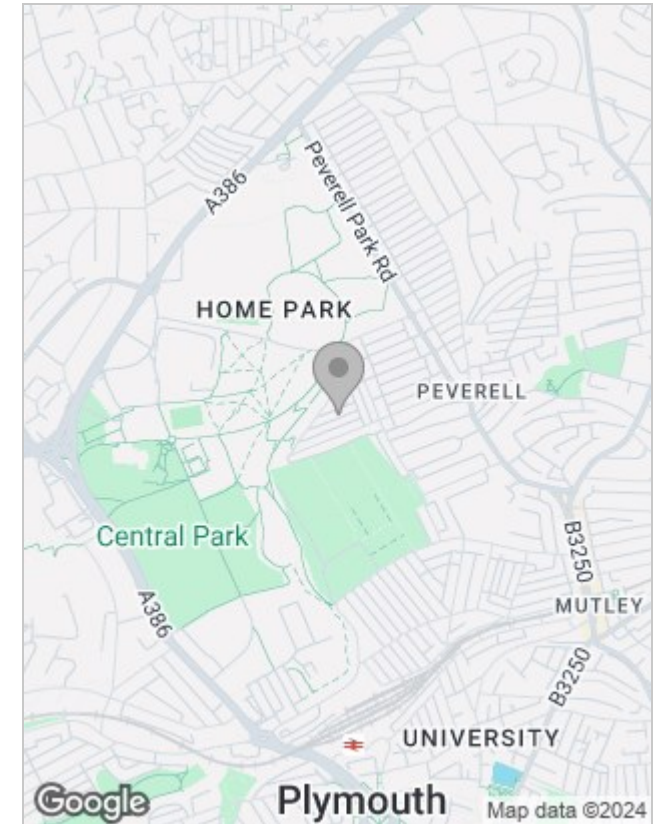 A386
Peverell Park Rd
HOME PARK
PEVERELL
Central Park
B3250
A386
MUTLEY
B3250
UNIVERSITY
Plymouth
Google
Map data ©2024